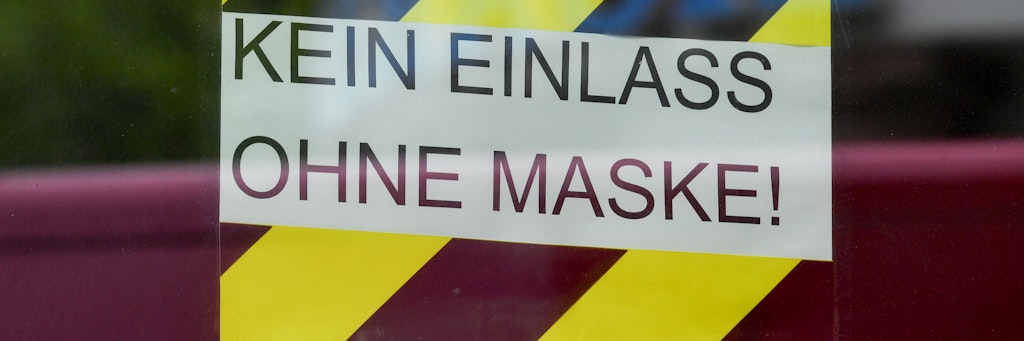 KEIN EINLASS
OHNE MASKE!